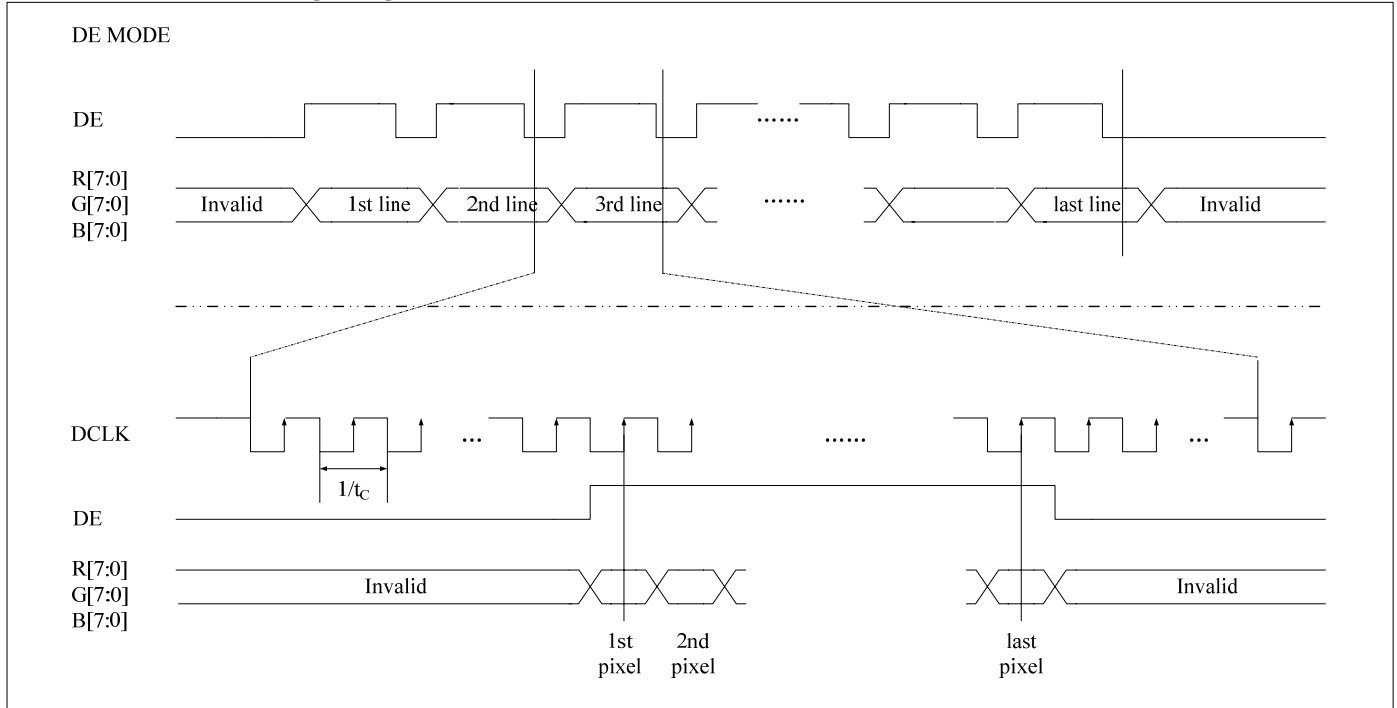 DE MODE
DE
R[7:0]
G[7:0]
B[7:0]
Invalid 1st line 2nd line 3rd line ...... last line Invalid
......
DCLK
... ...... ...
1/tC
DE
R[7:0]
G[7:0]
B[7:0]
Invalid Invalid
1st pixel
2nd pixel
last pixel